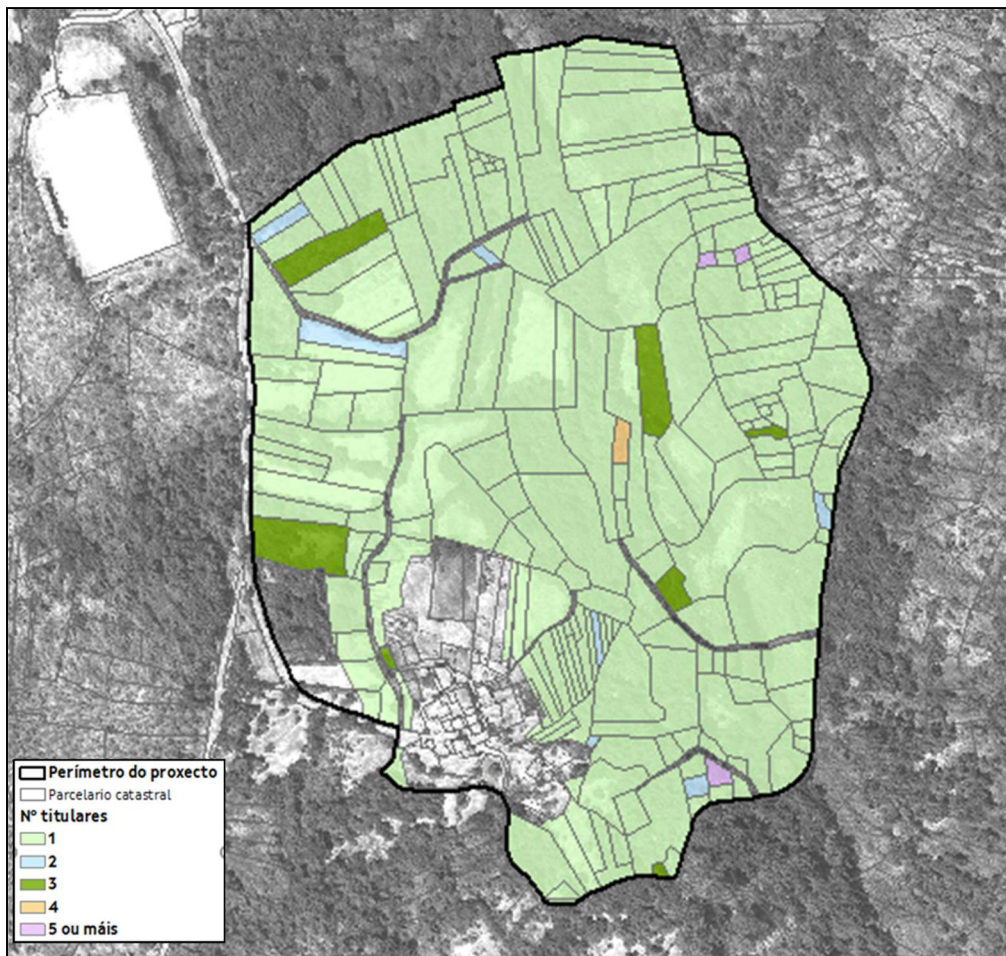 Perímetro do proxecto
Parcelario catastral
Nº titulares
1
2
3
4
5 ou máis